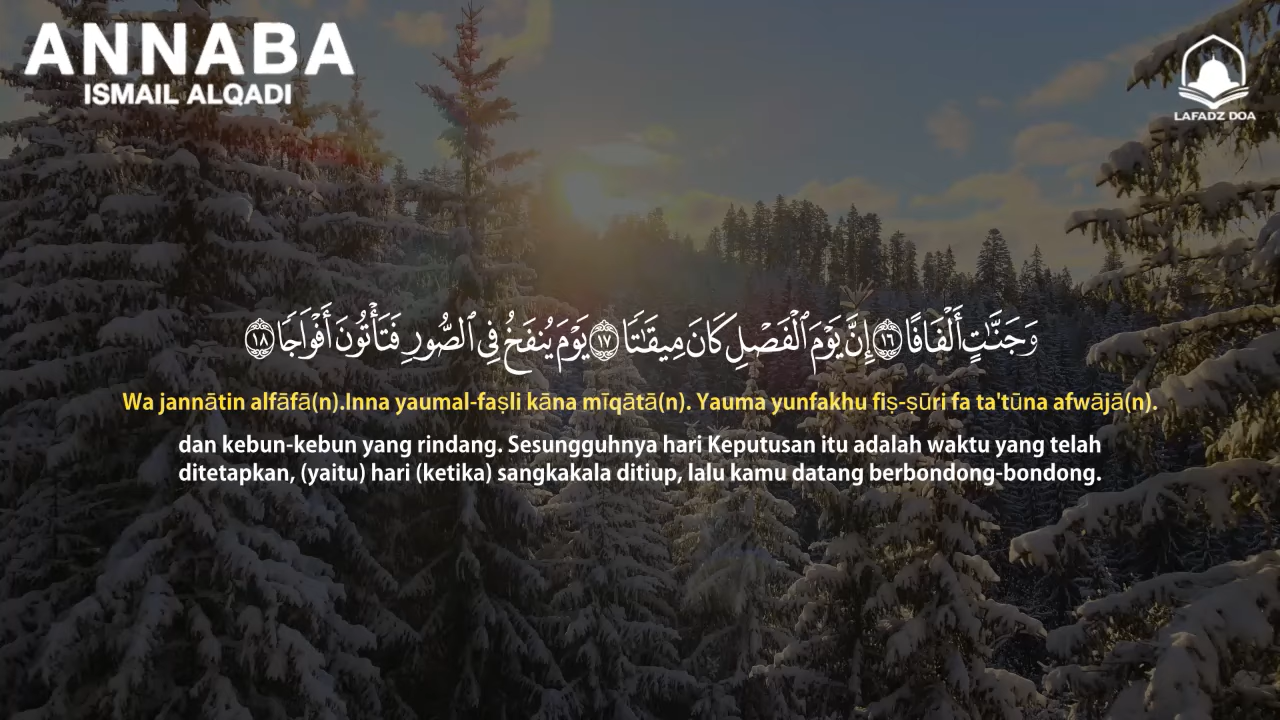 ANNABA
ISMAIL ALQADI
LAFADZ DOA
وَجَنَّٰتٍ أَلْفَافًا ١٦ إِنَّ يَوْمَ ٱلْفَصْلِ كَانَ مِيقَٰتًا ١٧ يَوْمَ يُنفَخُ فِى ٱلصُّورِ فَتَأْتُونَ أَفْوَاجًا ١٨
Wa jannātin alfāfā(n).Inna yaumal-faṣli kāna mīqātā(n). Yauma yunfakhu fiṣ-ṣūri fa ta'tūna afwājā(n).
dan kebun-kebun yang rindang. Sesungguhnya hari Keputusan itu adalah waktu yang telah
ditetapkan, (yaitu) hari (ketika) sangkakala ditiup, lalu kamu datang berbondong-bondong.